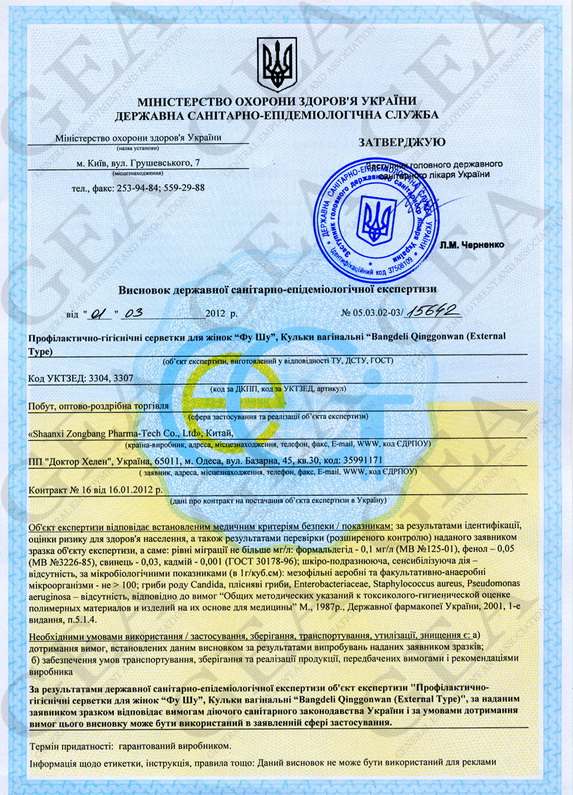 МІНІСТЕРСТВО ОХОРОНИ ЗДОРОВ'Я УКРАЇНИ
ДЕРЖАВНА САНІТАРНО-ЕПІДЕМІОЛОГІЧНА СЛУЖБА
Міністерство охорони здоров'я України
(назва установи)
м. Київ, вул. Грушевського, 7
(місцезнаходження)
тел., факс: 253-94-84; 559-29-88
ЗАТВЕРДЖУЮ
Заступник головного державного
санітарного лікаря України
Л.М. Черненко
Висновок державної санітарно-епідеміологічної експертизи
від " 01 " 03 2012 р. № 05.03.02-03/ 15642
Профілактично-гігієнічні серветки для жінок “Фу Шу”, Кульки вагінальні “Bangdeli Qinggonwan (External
Type)
(об'єкт експертизи, виготовлений у відповідності ТУ, ДСТУ, ГОСТ)
Код УКТЗЕД: 3304, 3307
(код за ДКПП, код за УКТЗЕД, артикул)
Побут, оптово-роздрібна торгівля
(сфера застосування та реалізації об'єкта експертизи)
«Shaanxi Zongbang Pharma-Tech Co., Ltd», Китай,
(країна-виробник, адреса, місцезнаходження, телефон, факс, E-mail, WWW, код ЄДРПОУ)
ПП "Доктор Хелен", Україна, 65011, м. Одеса, вул. Базарна, 45, кв.30, код: 35991171
( заявник, адреса, місцезнаходження, телефон, факс, E-mail, WWW, код ЄДРПОУ)
Контракт № 16 від 16.01.2012 р.
(дані про контракт на постачання об'єкта експертизи в Україну)
Об'єкт експертизи відповідає встановленим медичним критеріям безпеки / показникам: за результатами ідентифікації,
оцінки ризику для здоров'я населення, а також результатами перевірки (розширеного контролю) наданого заявником
зразка об'єкту експертизи, а саме: рівні міграції не більше мг/л: формальдегід - 0,1 мг/л (МВ №125-01), фенол – 0,05
(МВ №3226-85), свинець - 0,03, кадмій - 0,001 (ГОСТ 30178-96); шкіро-подразнююча, сенсибілізуюча дія –
відсутність, за мікробіологічними показниками (в 1г/куб.см): мезофільні аеробні та факультативно-анаеробні
мікроорганізми - не > 100; гриби роду Candida, плісняві гриби, Enterobacteriaceae, Staphylococcus aureus, Pseudomonas
aeruginosa – відсутність, відповідно до вимог “Общих методических указаний к токсиколого-гигиенической оценке
полимерных материалов и изделий на их основе для медицины” М., 1987р., Державної фармакопеї України, 2001, 1-е
видання, п.5.1.4.
Необхідними умовами використання / застосування, зберігання, транспортування, утилізації, знищення є: а)
дотримання вимог, встановлених даним висновком за результатами випробувань наданих заявником зразків;
б) забезпечення умов транспортування, зберігання та реалізації продукції, передбачених вимогами і рекомендаціями
виробника
За результатами державної санітарно-епідеміологічної експертизи об'єкт експертизи "Профілактично-
гігієнічні серветки для жінок “Фу Шу”, Кульки вагінальні “Bangdeli Qinggonwan (External Type)", за наданим
заявником зразком відповідає вимогам діючого санітарного законодавства України і за умовами дотримання
вимог цього висновку може бути використаний в заявленній сфері застосування.
Термін придатності: гарантований виробником.
Інформація щодо етикетки, інструкція, правила тощо: Даний висновок не може бути використаний для реклами